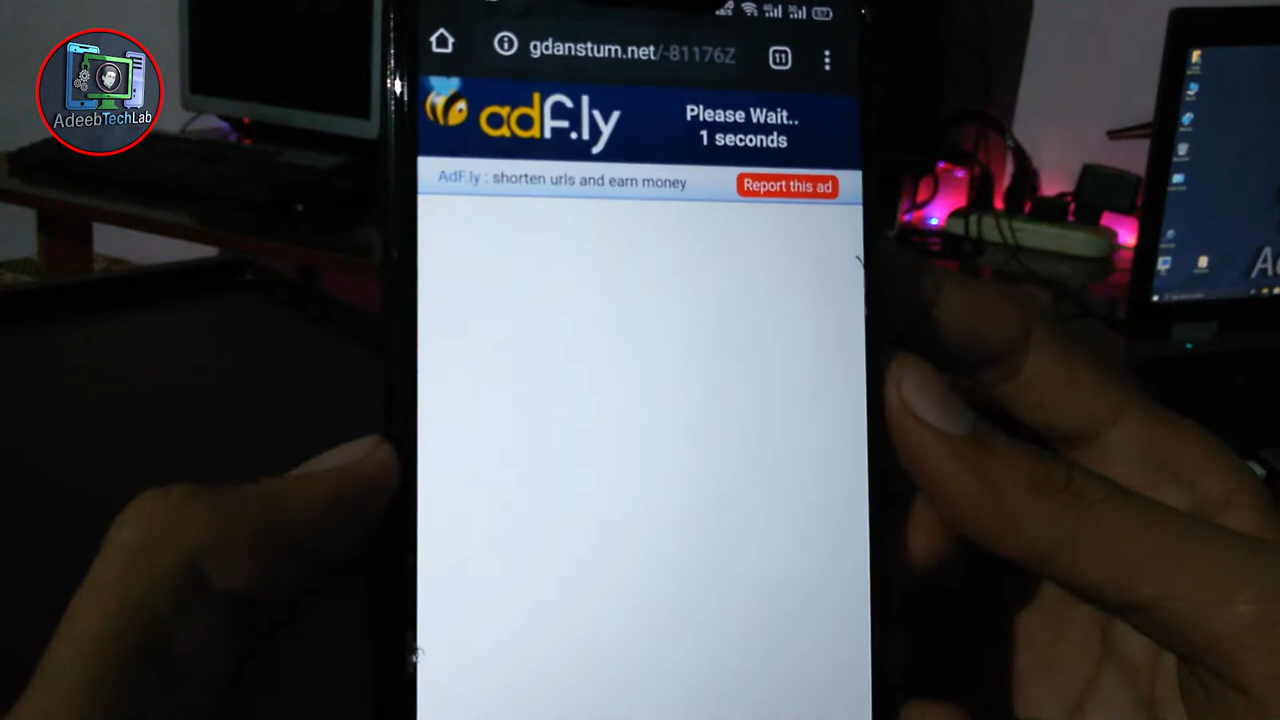 AdeebTechLab
gdanstum.net/-81176Z
11
adf.ly
Please Wait..
1 seconds
AdF.ly : shorten urls and earn money
Report this ad